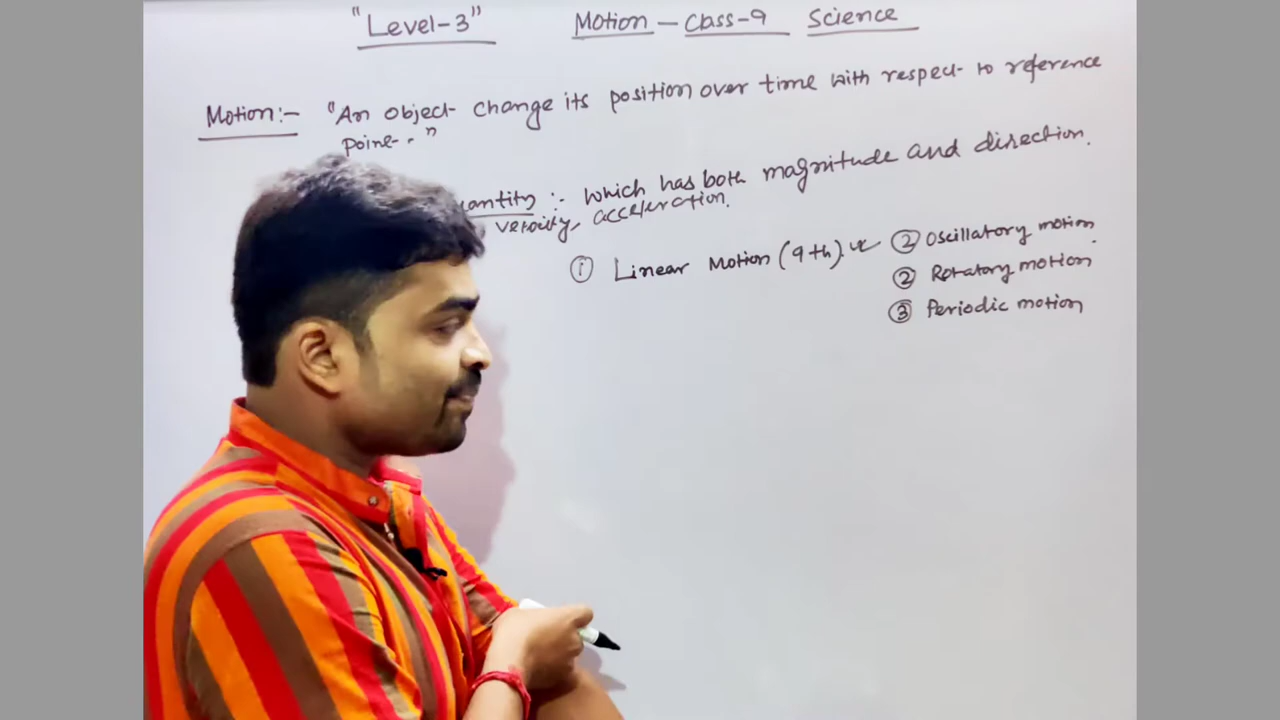 "Level-3" Motion - Class-9 Science
Motion:- "An object change its position over time with respect to reference
point."
uantity :- which has both magnitude and direction.
velocity, acceleration.
① Linear Motion (9th) ② Oscillatory motion
② Rotatory motion
③ Periodic motion